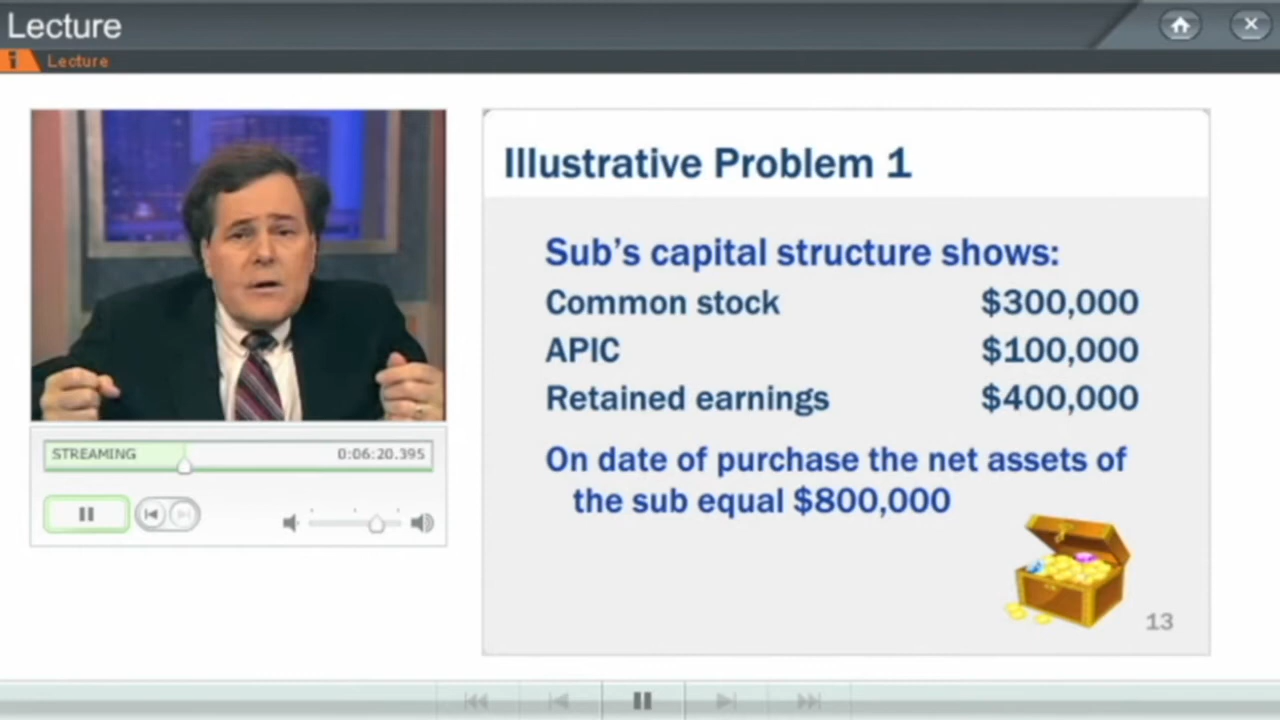 Lecture
Lecture
STREAMING 0:06:20.395
Illustrative Problem 1
Sub's capital structure shows:
Common stock $300,000
APIC $100,000
Retained earnings $400,000
On date of purchase the net assets of
the sub equal $800,000
13